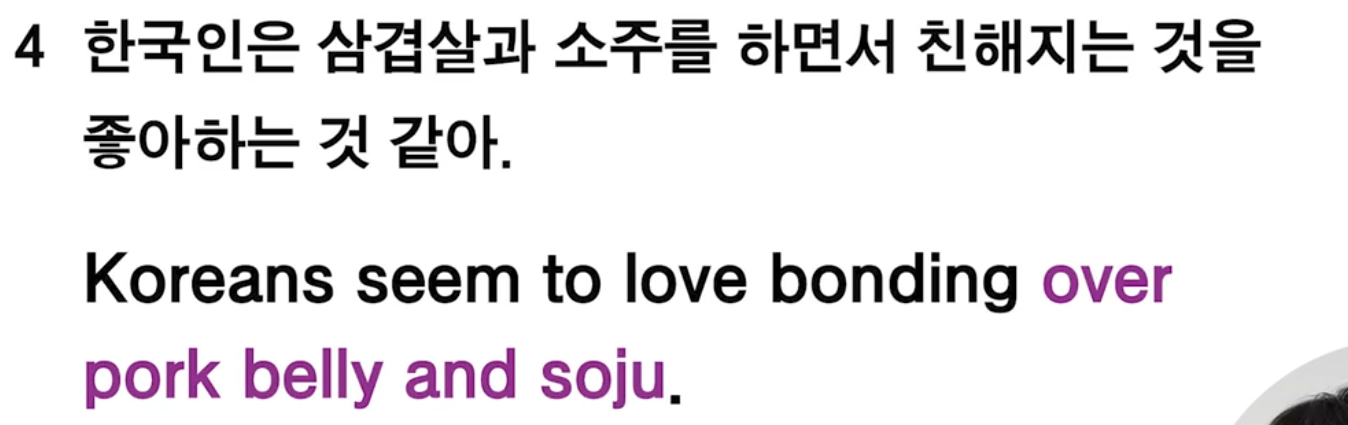 4 한국인은 삼겹살과 소주를 하면서 친해지는 것을
좋아하는 것 같아.
Koreans seem to love bonding over
pork belly and soju.